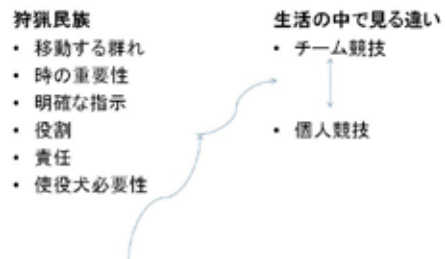 狩猟民族
• 移動する群れ
• 時の重要性
• 明確な指示
• 役割
• 責任
• 使役犬必要性
生活の中で見る違い
• チーム競技
• 個人競技